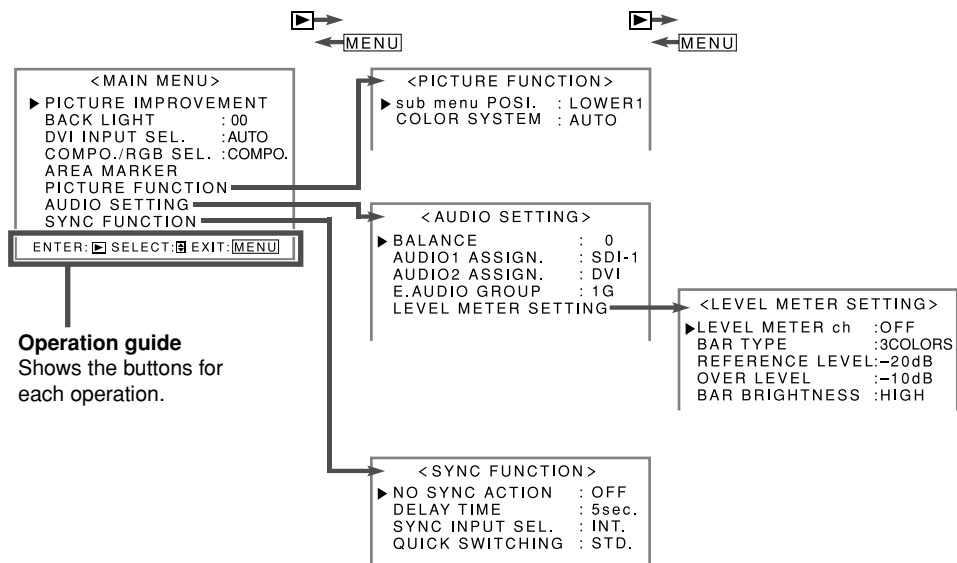 MENU
MENU
<MAIN MENU>
PICTURE IMPROVEMENT
BACK LIGHT : 00
DVI INPUT SEL. :AUTO
COMPO./RGB SEL. :COMPO.
AREA MARKER
PICTURE FUNCTION
AUDIO SETTING
SYNC FUNCTION
ENTER: SELECT: EXIT: MENU
Operation guide
Shows the buttons for
each operation.
<PICTURE FUNCTION>
sub menu POSI. : LOWER1
COLOR SYSTEM : AUTO
<AUDIO SETTING>
BALANCE : 0
AUDIO1 ASSIGN. : SDI-1
AUDIO2 ASSIGN. : DVI
E.AUDIO GROUP : 1G
LEVEL METER SETTING
<LEVEL METER SETTING>
LEVEL METER ch :OFF
BAR TYPE :3COLORS
REFERENCE LEVEL:−20dB
OVER LEVEL :−10dB
BAR BRIGHTNESS :HIGH
<SYNC FUNCTION>
NO SYNC ACTION : OFF
DELAY TIME : 5sec.
SYNC INPUT SEL. : INT.
QUICK SWITCHING : STD.